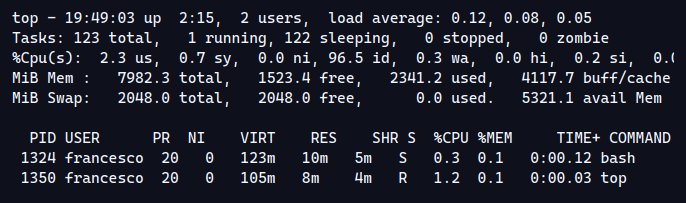 top - 19:49:03 up  2:15,  2 users,  load average: 0.12, 0.08, 0.05
Tasks: 123 total,   1 running, 122 sleeping,   0 stopped,   0 zombie
%Cpu(s):  2.3 us,  0.7 sy,  0.0 ni, 96.5 id,  0.3 wa,  0.0 hi,  0.2 si,  0.0
MiB Mem :   7982.3 total,   1523.4 free,   2341.2 used,   4117.7 buff/cache
MiB Swap:   2048.0 total,   2048.0 free,      0.0 used.   5321.1 avail Mem
PID USER      PR  NI    VIRT    RES    SHR S  %CPU %MEM     TIME+ COMMAND
1324 francesco  20   0   123m   10m   5m   S   0.3  0.1   0:00.12 bash
1350 francesco  20   0   105m   8m    4m   R   1.2  0.1   0:00.03 top